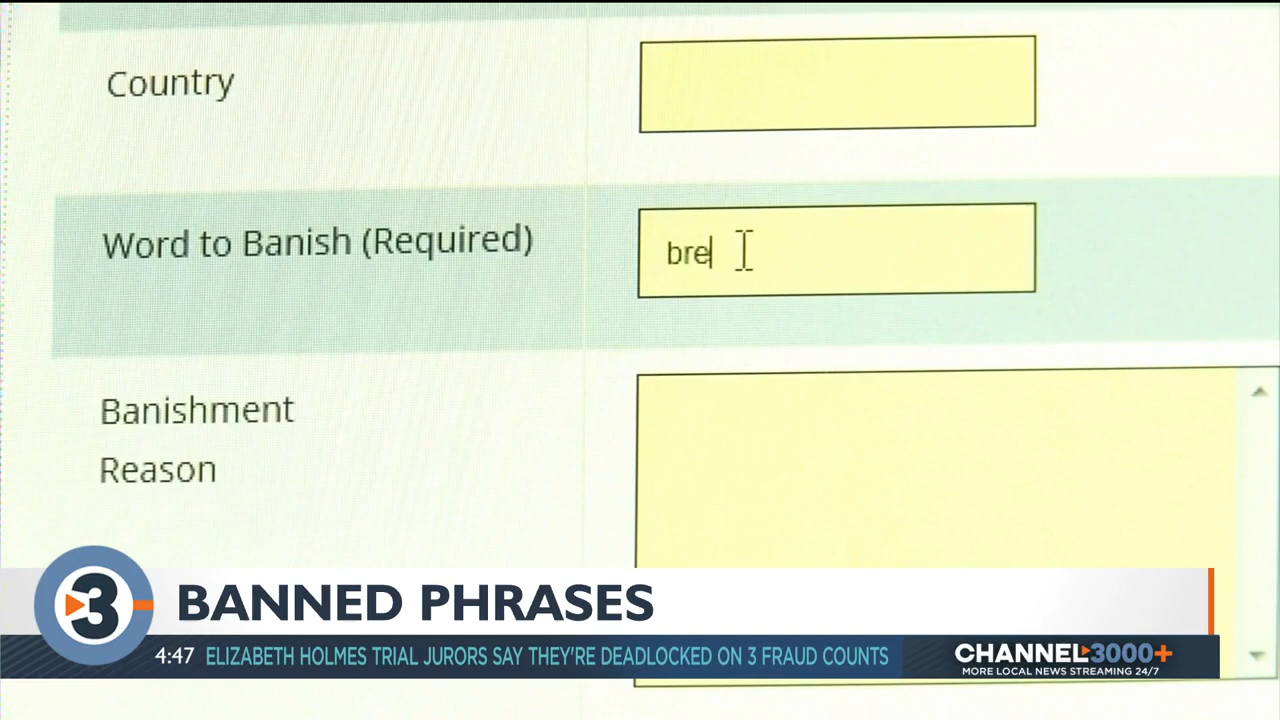 Country
Word to Banish (Required)
bre
Banishment
Reason
3
BANNED PHRASES
4:47 ELIZABETH HOLMES TRIAL JURORS SAY THEY'RE DEADLOCKED ON 3 FRAUD COUNTS
CHANNEL3000+
MORE LOCAL NEWS STREAMING 24/7